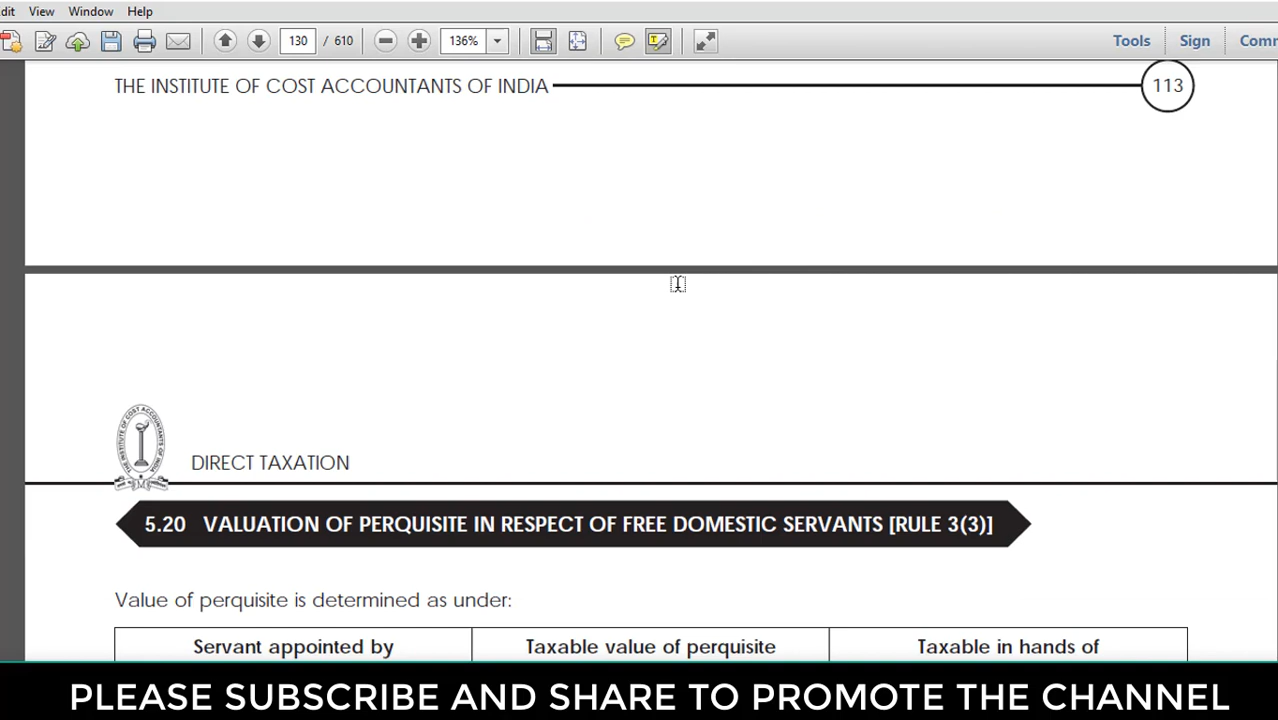 dit View Window Help
130 / 610 136% Tools Sign Comn
THE INSTITUTE OF COST ACCOUNTANTS OF INDIA 113
DIRECT TAXATION
5.20 VALUATION OF PERQUISITE IN RESPECT OF FREE DOMESTIC SERVANTS [RULE 3(3)]
Value of perquisite is determined as under:
Servant appointed by Taxable value of perquisite Taxable in hands of
PLEASE SUBSCRIBE AND SHARE TO PROMOTE THE CHANNEL